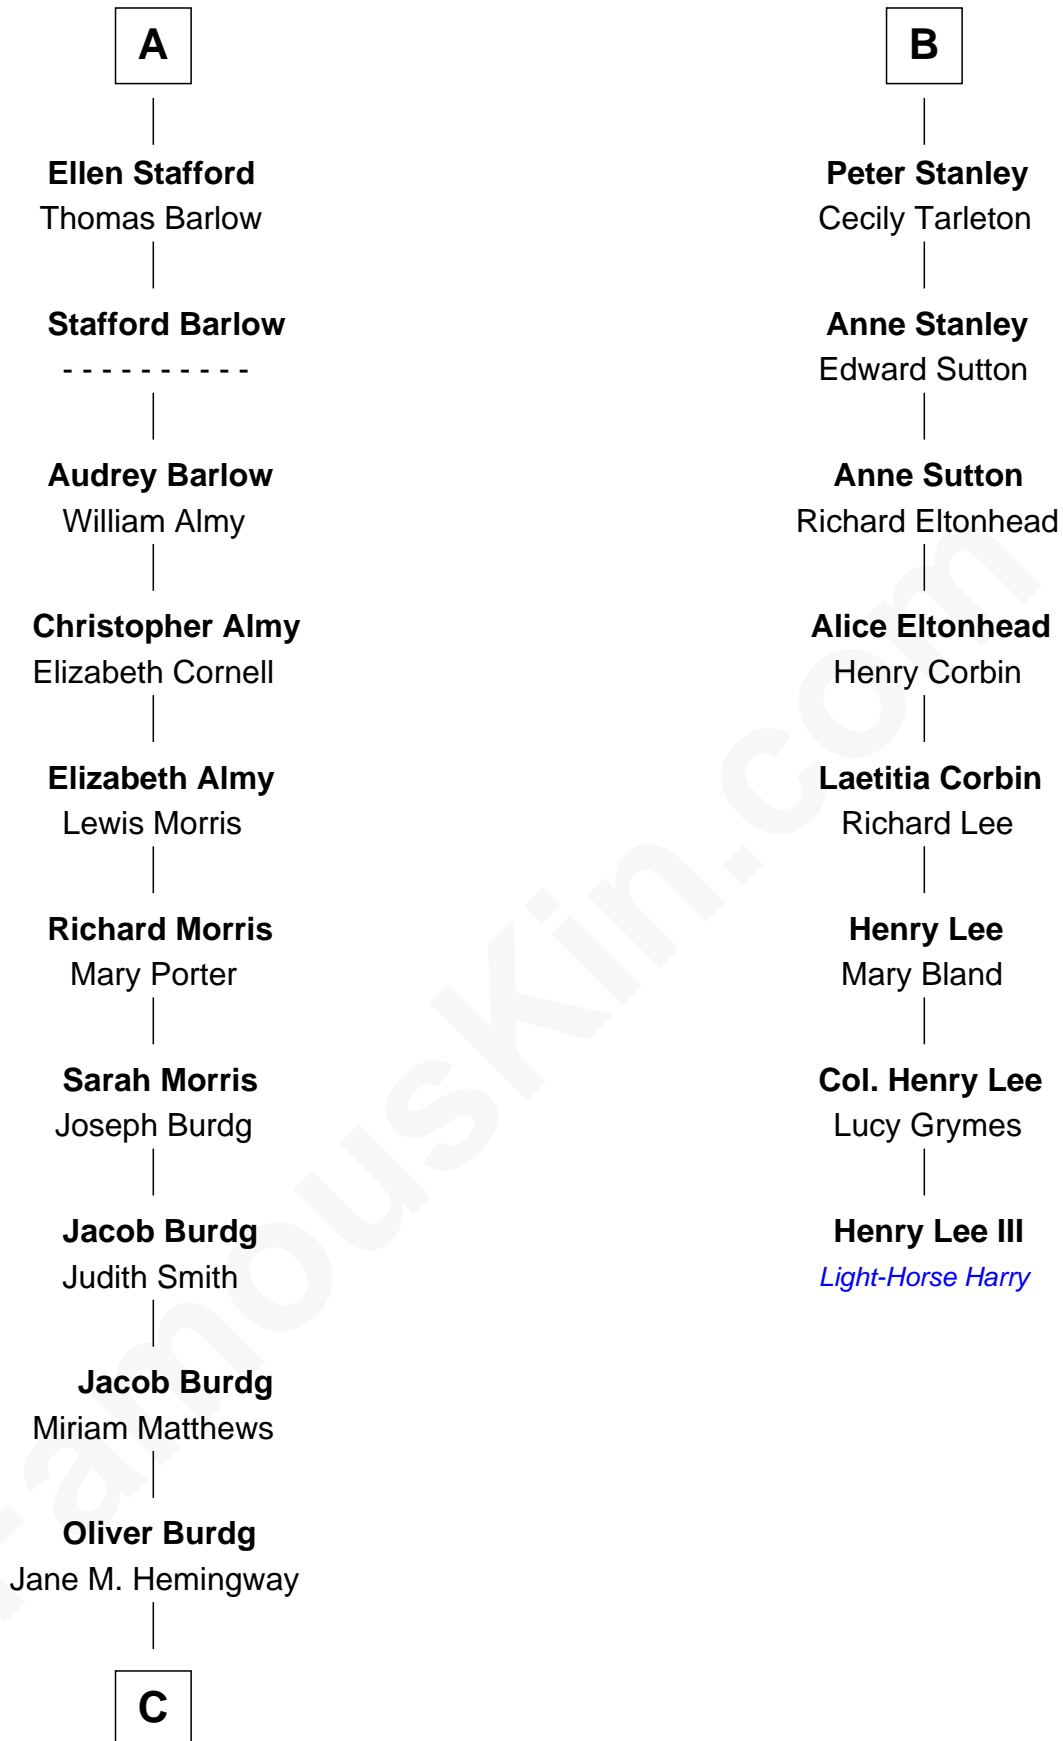 A
Ellen Stafford
Thomas Barlow
Stafford Barlow
- - - - - - - - - -
Audrey Barlow
William Almy
Christopher Almy
Elizabeth Cornell
Elizabeth Almy
Lewis Morris
Richard Morris
Mary Porter
Sarah Morris
Joseph Burdg
Jacob Burdg
Judith Smith
Jacob Burdg
Miriam Matthews
Oliver Burdg
Jane M. Hemingway
C
B
Peter Stanley
Cecily Tarleton
Anne Stanley
Edward Sutton
Anne Sutton
Richard Eltonhead
Alice Eltonhead
Henry Corbin
Laetitia Corbin
Richard Lee
Henry Lee
Mary Bland
Col. Henry Lee
Lucy Grymes
Henry Lee III
Light-Horse Harry
FamousKin.com